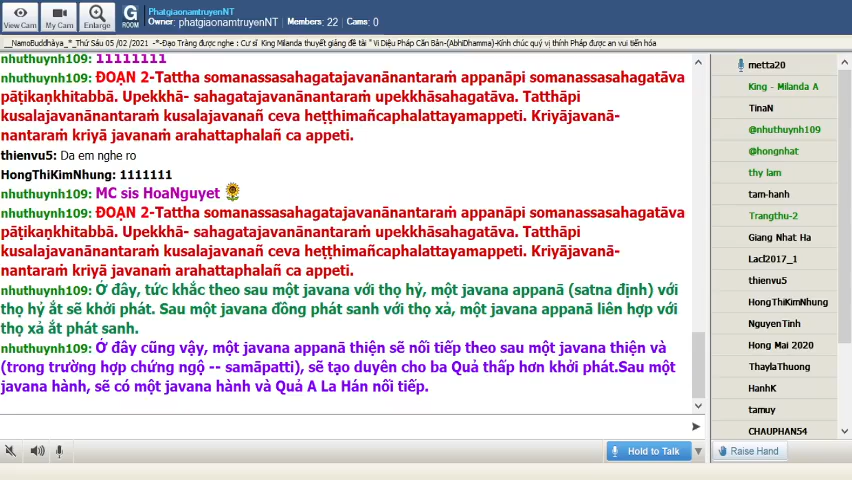 View Cam
My Cam
Enlarge
G
ROOM
PhatgiaonamtruyenNT
Owner: phatgiaonamtruyenNT | Members: 22 | Cams: 0
__NamoBuddhàya_*_Thứ Sáu 05 /02 /2021 -*-Đạo Tràng được nghe : Cư sĩ King Milanda thuyết giảng đề tài " Vi Diệu Pháp Căn Bản-{AbhiDhamma}-Kính chúc quý vị thính Pháp được an vui tiến hóa
nhuthuynh109: 11111111
nhuthuynh109: ĐOẠN 2-Tattha somanassasahagatajavanānantaraṁ appanāpi somanassasahagatāva
pāṭikaṇkhitabbā. Upekkhā- sahagatajavanānantaraṁ upekkhāsahagatāva. Tatthāpi
kusalajavanānantaraṁ kusalajavanañ ceva heṭṭhimañcaphalattayamappeti. Kriyājavanā-
nantaraṁ kriyā javanaṁ arahattaphalañ ca appeti.
thienvu5: Da em nghe ro
HongThiKimNhung: 1111111
nhuthuynh109: MC sis HoaNguyet
nhuthuynh109: ĐOẠN 2-Tattha somanassasahagatajavanānantaraṁ appanāpi somanassasahagatāva
pāṭikaṇkhitabbā. Upekkhā- sahagatajavanānantaraṁ upekkhāsahagatāva. Tatthāpi
kusalajavanānantaraṁ kusalajavanañ ceva heṭṭhimañcaphalattayamappeti. Kriyājavanā-
nantaraṁ kriyā javanaṁ arahattaphalañ ca appeti.
nhuthuynh109: Ở đây, tức khắc theo sau một javana với thọ hỷ, một javana appanā (satna định) với
thọ hỷ ắt sẽ khởi phát. Sau một javana đồng phát sanh với thọ xả, một javana appanā liên hợp với
thọ xả ắt phát sanh.
nhuthuynh109: Ở đây cũng vậy, một javana appanā thiện sẽ nối tiếp theo sau một javana thiện và
(trong trường hợp chứng ngộ -- samāpatti), sẽ tạo duyên cho ba Quả thấp hơn khởi phát.Sau một
javana hành, sẽ có một javana hành và Quả A La Hán nối tiếp.
Hold to Talk
metta20
King - Milanda A
TinaN
@nhuthuynh109
@hongnhat
thy lam
tam-hanh
Trangthu-2
Giang Nhat Ha
Lacl2017_1
thienvu5
HongThiKimNhung
NguyenTinh
Hong Mai 2020
ThaylaThuong
HanhK
tamuy
CHAUPHAN54
Raise Hand